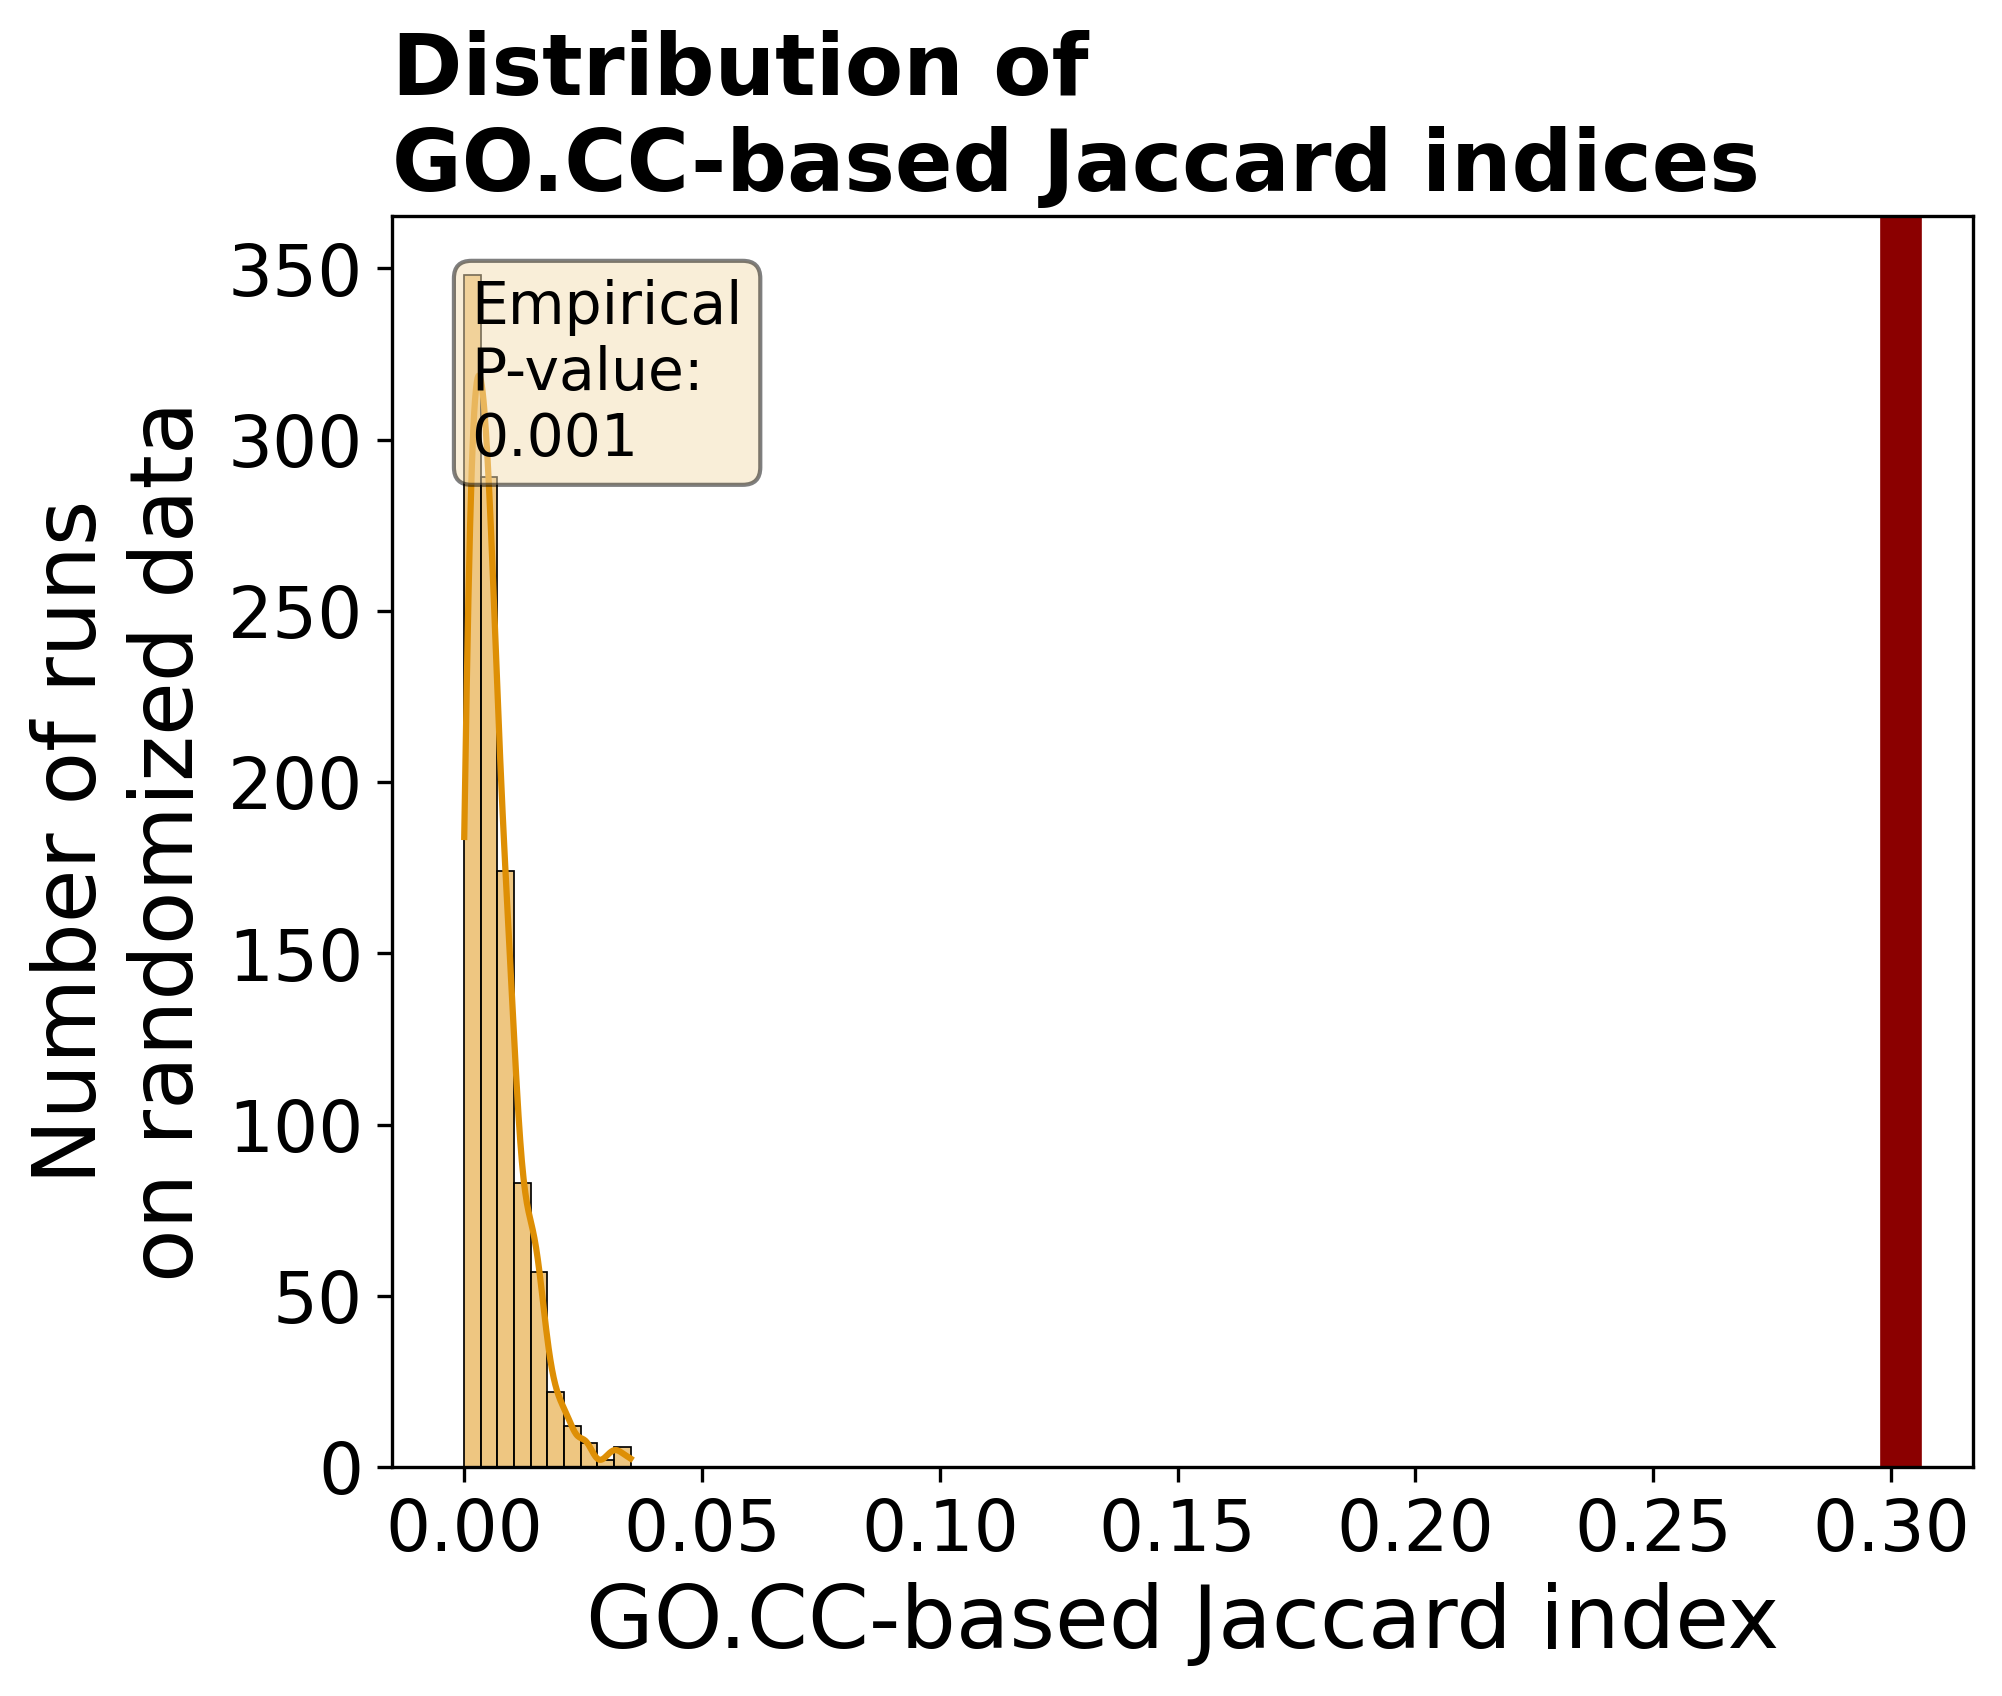 Distribution of
GO.CC-based Jaccard indices
Number of runs
on randomized data
350
300
250
200
150
100
50
0
Empirical
P-value:
0.001
0.00 0.05 0.10 0.15 0.20 0.25 0.30
GO.CC-based Jaccard index